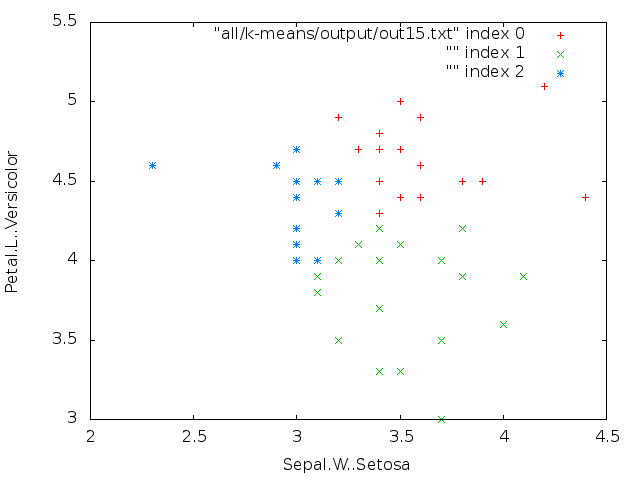 5.5
"all/k-means/output/out15.txt" index 0
"" index 1
"" index 2
5
4.5
4
3.5
3
Petal.L..Versicolor
2
2.5
3
3.5
4
4.5
Sepal.W..Setosa